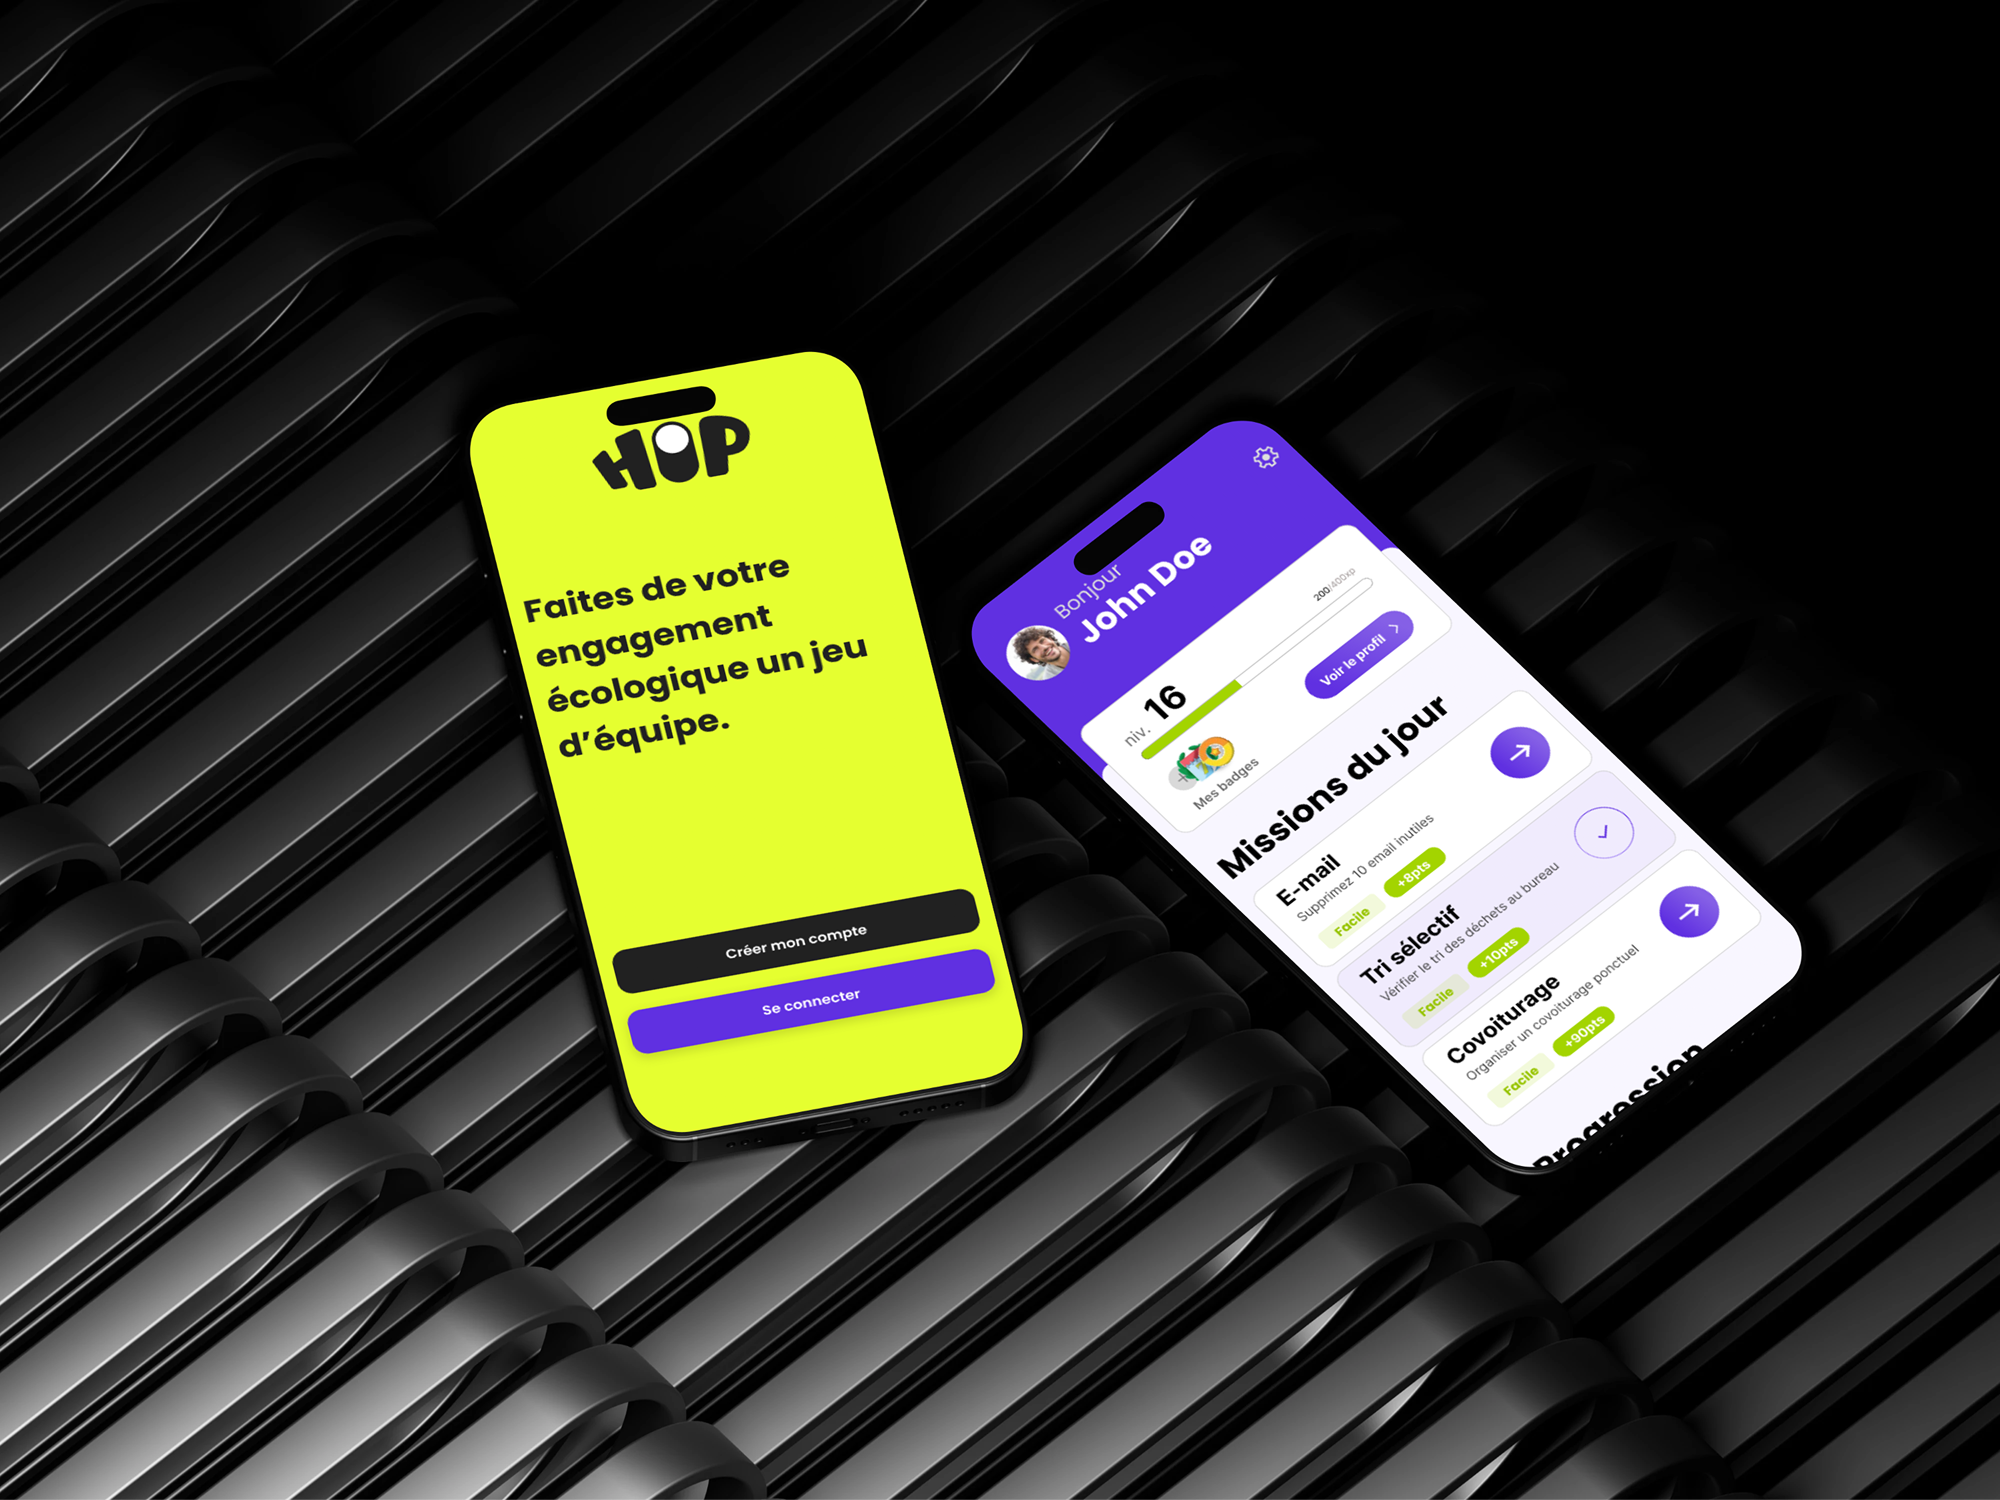 HUP
Faites de votre
engagement
écologique un jeu
d'équipe.
Créer mon compte
Se connecter
Bonjour
John Doe
niv. 16
200/400xp
Mes badges
Voir le profil
Missions du jour
E-mail
Supprimez 10 email inutiles
Facile
+8pts
Tri sélectif
Vérifier le tri des déchets au bureau
Facile
+10pts
Covoiturage
Organiser un covoiturage ponctuel
Facile
+90pts
Progression